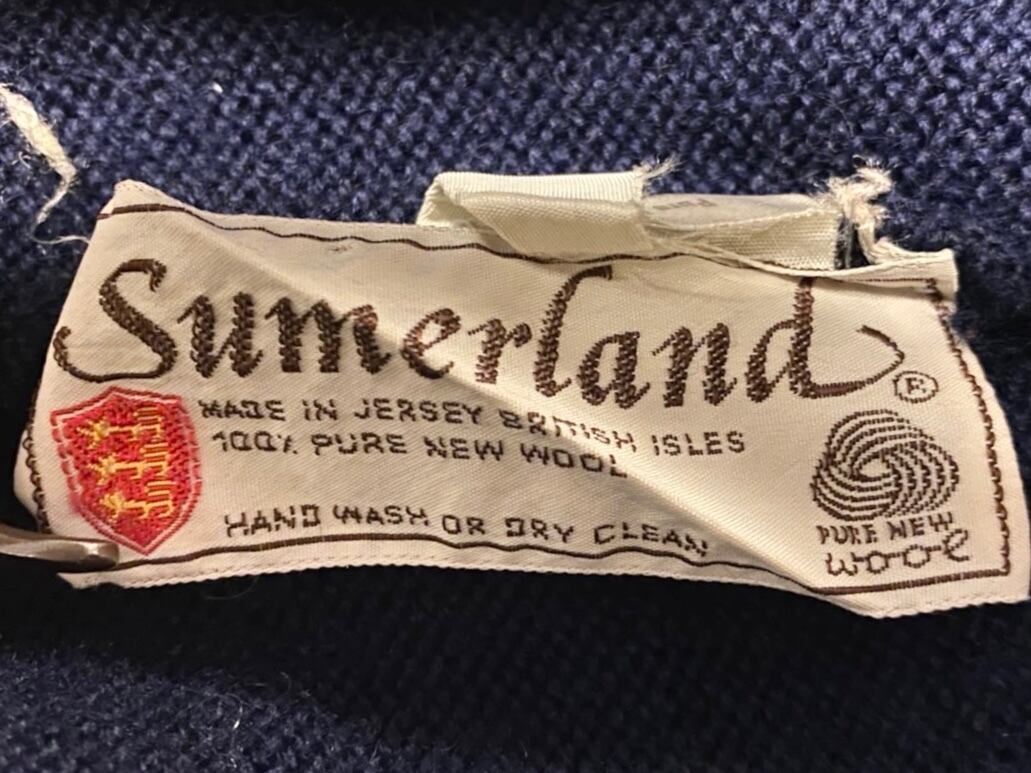 Sumerland ®
MADE IN JERSEY BRITISH ISLES
100% PURE NEW WOOL
HAND WASH OR DRY CLEAN
PURE NEW
WOOL